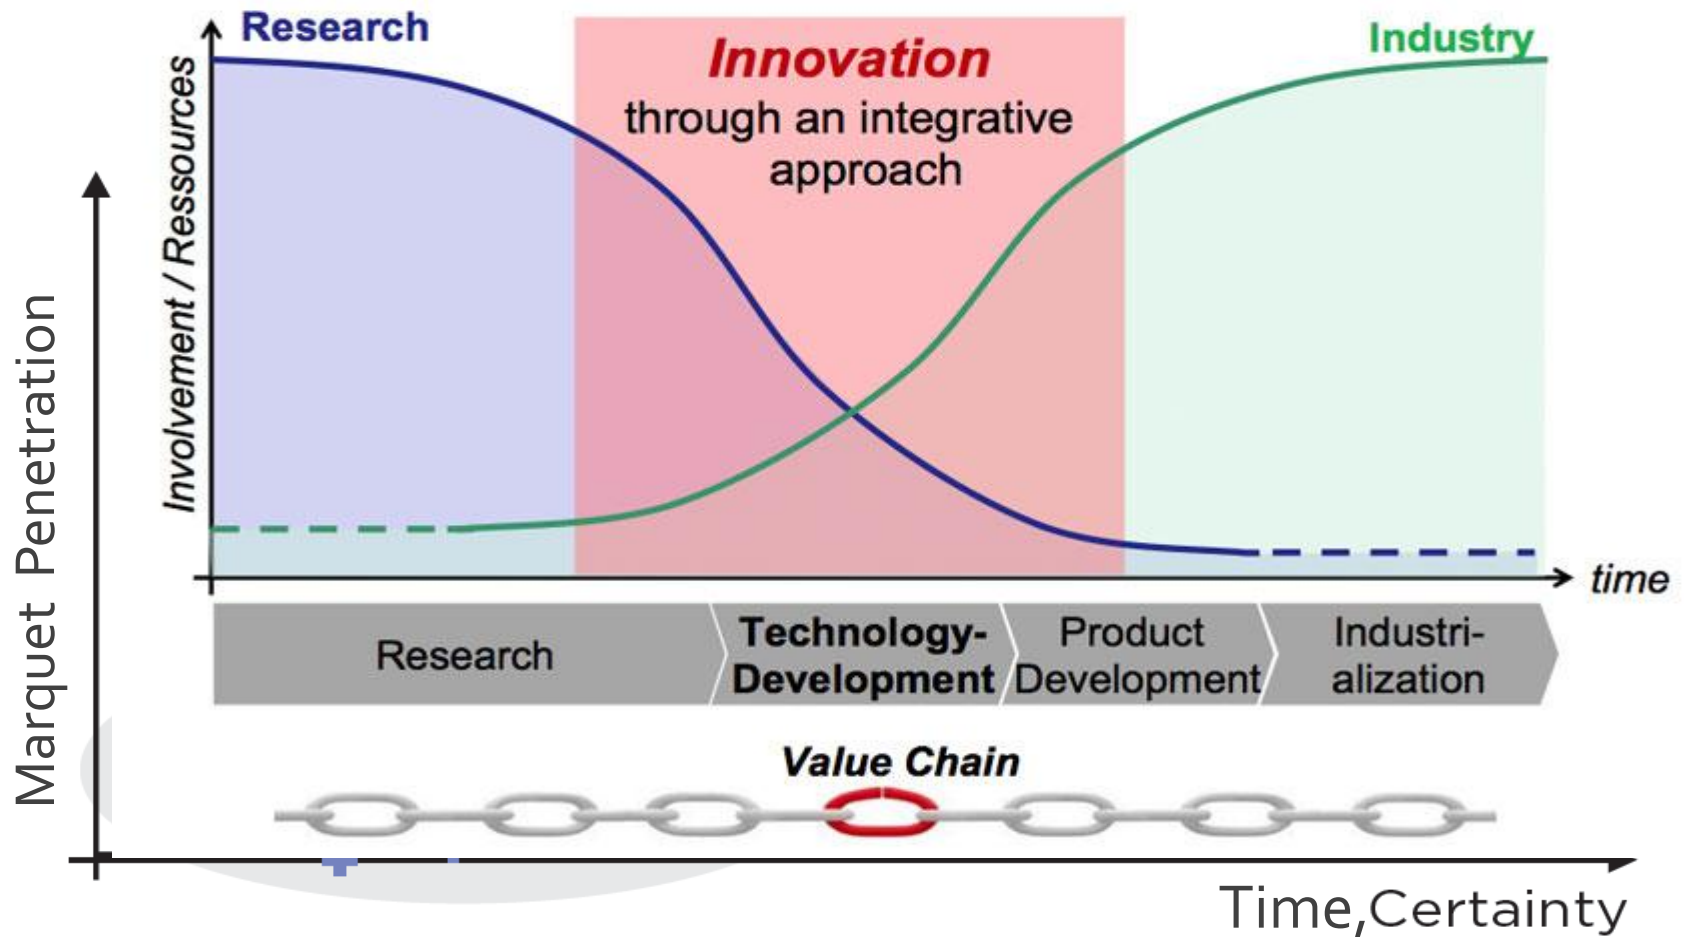 Research
Industry
Innovation
through an integrative
approach
Involvement / Ressources
Marquet Penetration
time
Research
Technology-
Development
Product
Development
Industri-
alization
Value Chain
Time,Certainty